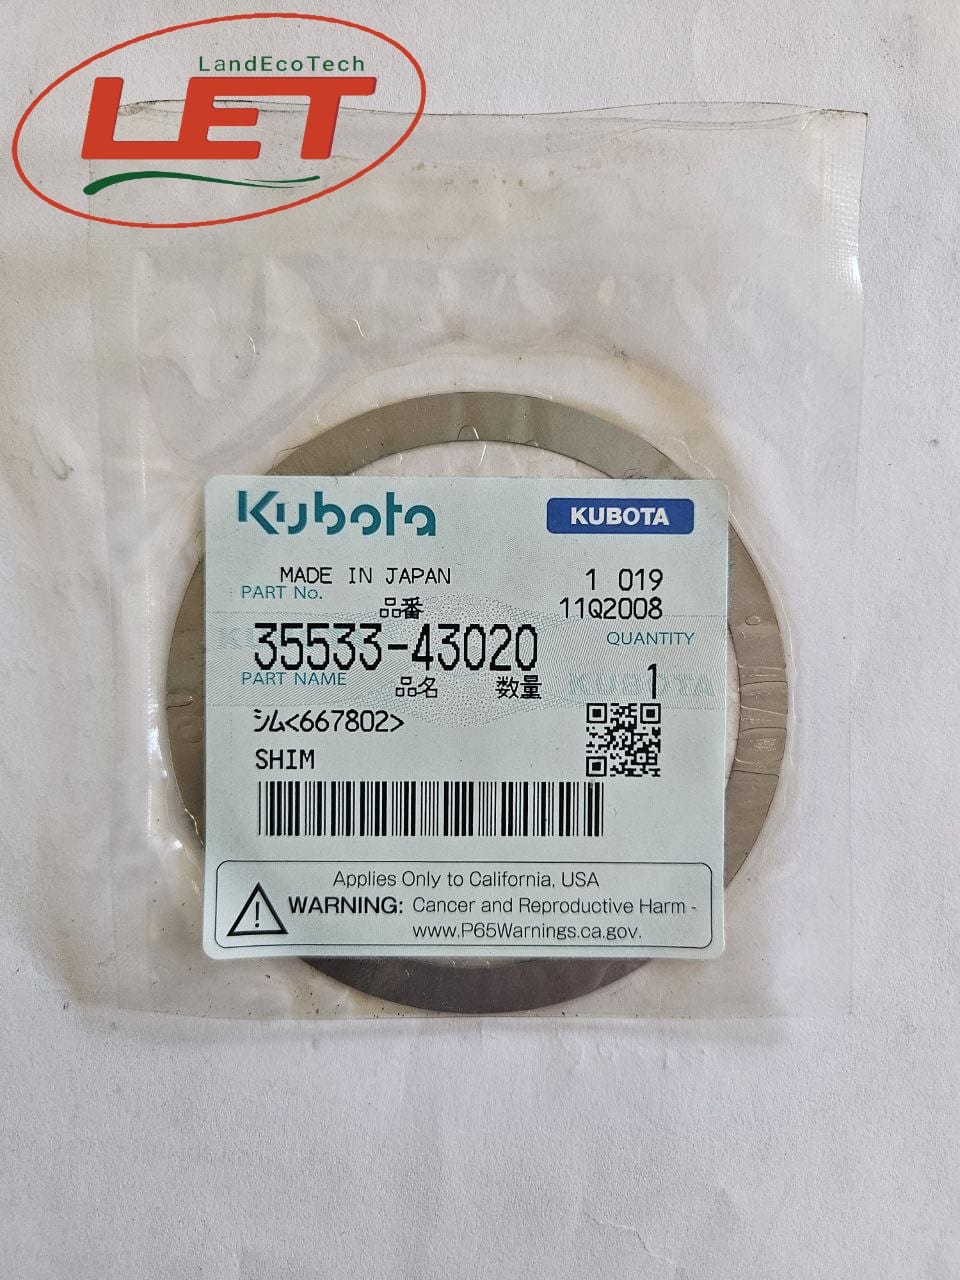 LandEcoTech
LET
Kubota
KUBOTA
MADE IN JAPAN
1 019
PART No.
品番
11Q2008
35533-43020
QUANTITY
PART NAME
品名
数量
1
シム<667802>
SHIM
Applies Only to California, USA
WARNING: Cancer and Reproductive Harm -
www.P65Warnings.ca.gov.